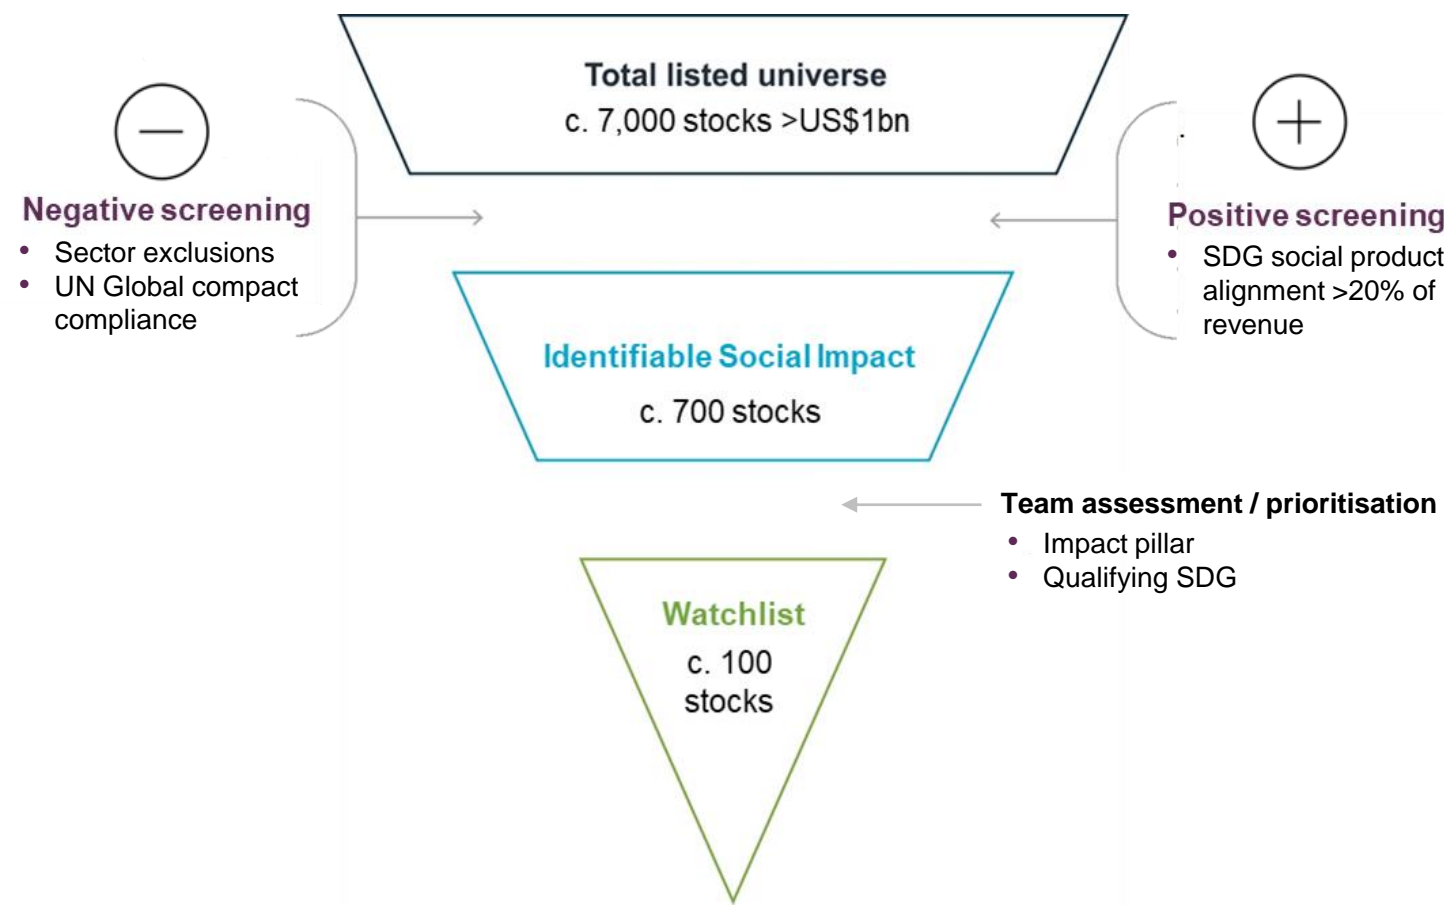 Total listed universe
c. 7,000 stocks >US$1bn
Negative screening
• Sector exclusions
• UN Global compact
compliance
Positive screening
• SDG social product
alignment >20% of
revenue
Identifiable Social Impact
c. 700 stocks
Team assessment / prioritisation
• Impact pillar
• Qualifying SDG
Watchlist
c. 100
stocks